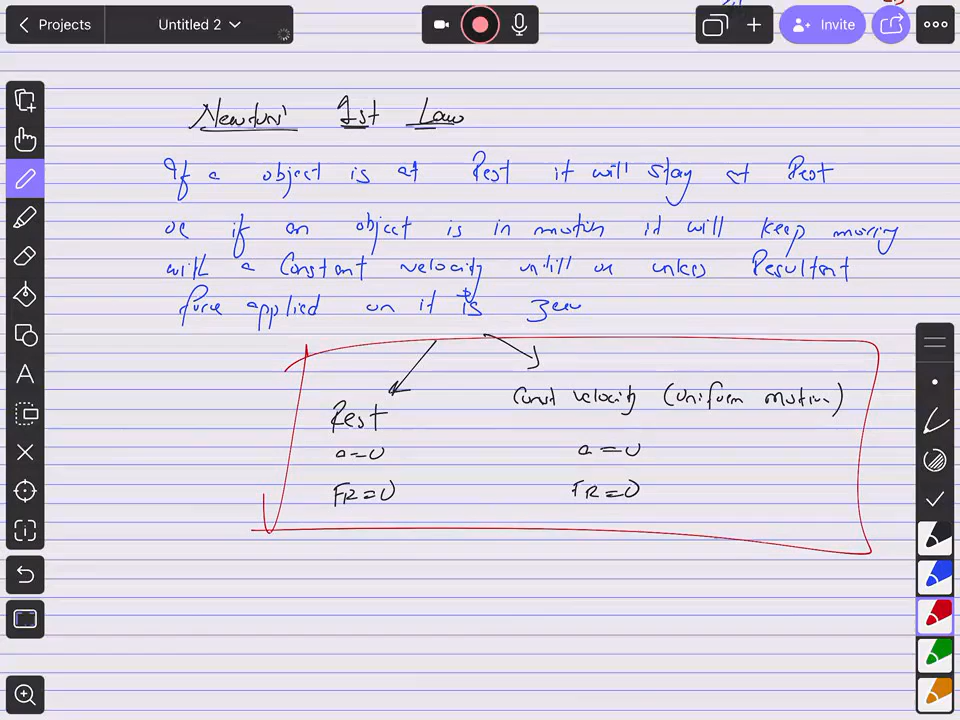 Projects
Untitled 2
Invite
Newton's 1st Law
If a object is at Rest it will stay at Rest
or if an object is in motion it will keep moving
with a Constant velocity untill or unless Resultant
force applied on it is zero
Rest
Const velocity (Uniform motion)
a=0
a=0
FR=0
FR=0